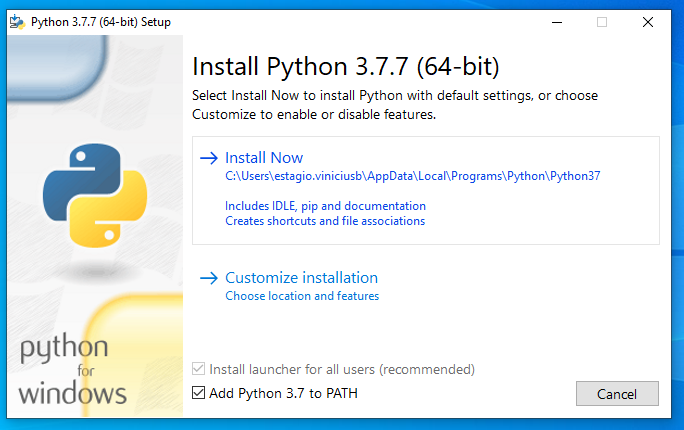 Python 3.7.7 (64-bit) Setup
Install Python 3.7.7 (64-bit)
Select Install Now to install Python with default settings, or choose
Customize to enable or disable features.
Install Now
C:\Users\estagio.viniciusb\AppData\Local\Programs\Python\Python37
Includes IDLE, pip and documentation
Creates shortcuts and file associations
Customize installation
Choose location and features
python
for
windows
Install launcher for all users (recommended)
Add Python 3.7 to PATH
Cancel